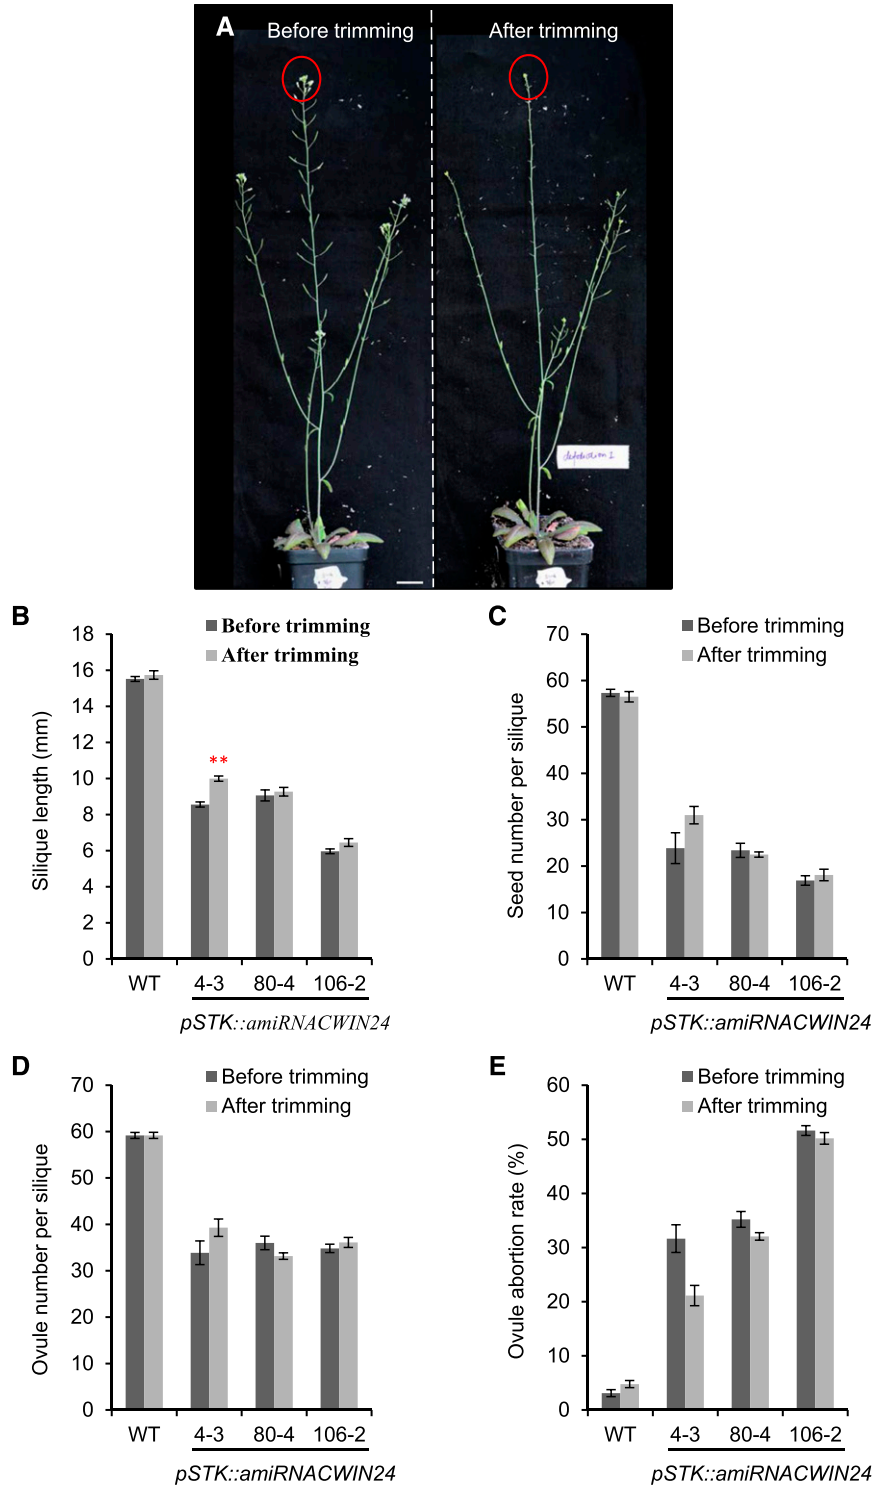 A Before trimming After trimming
B
Before trimming
After trimming
Silique length (mm)
18
16
14
12
10
8
6
4
2
0
**
WT 4-3 80-4 106-2
pSTK::amiRNACWIN24
C
Before trimming
After trimming
Seed number per silique
70
60
50
40
30
20
10
0
WT 4-3 80-4 106-2
pSTK::amiRNACWIN24
D
Before trimming
After trimming
Ovule number per silique
70
60
50
40
30
20
10
0
WT 4-3 80-4 106-2
pSTK::amiRNACWIN24
E
Before trimming
After trimming
Ovule abortion rate (%)
60
50
40
30
20
10
0
WT 4-3 80-4 106-2
pSTK::amiRNACWIN24